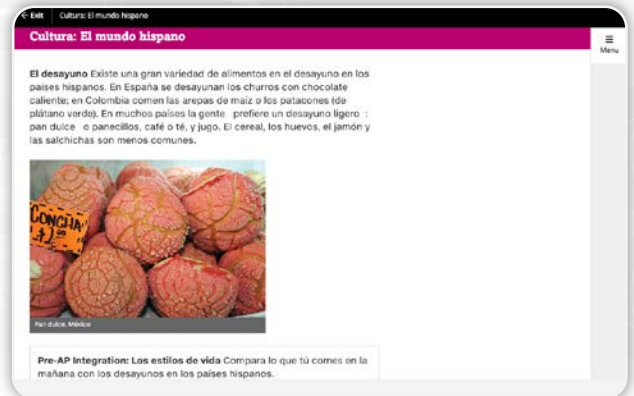 ← Exit Cultura: El mundo hispano
Cultura: El mundo hispano
Menu
El desayuno Existe una gran variedad de alimentos en el desayuno en los
países hispanos. En España se desayunan los churros con chocolate
caliente; en Colombia comen las arepas de maíz o los patacones (de
plátano verde). En muchos países la gente prefiere un desayuno ligero :
pan dulce o panecillos, café o té, y jugo. El cereal, los huevos, el jamón y
las salchichas son menos comunes.
CONCHA
Pan dulce, México
Pre-AP Integration: Los estilos de vida Compara lo que tú comes en la
mañana con los desayunos en los países hispanos.